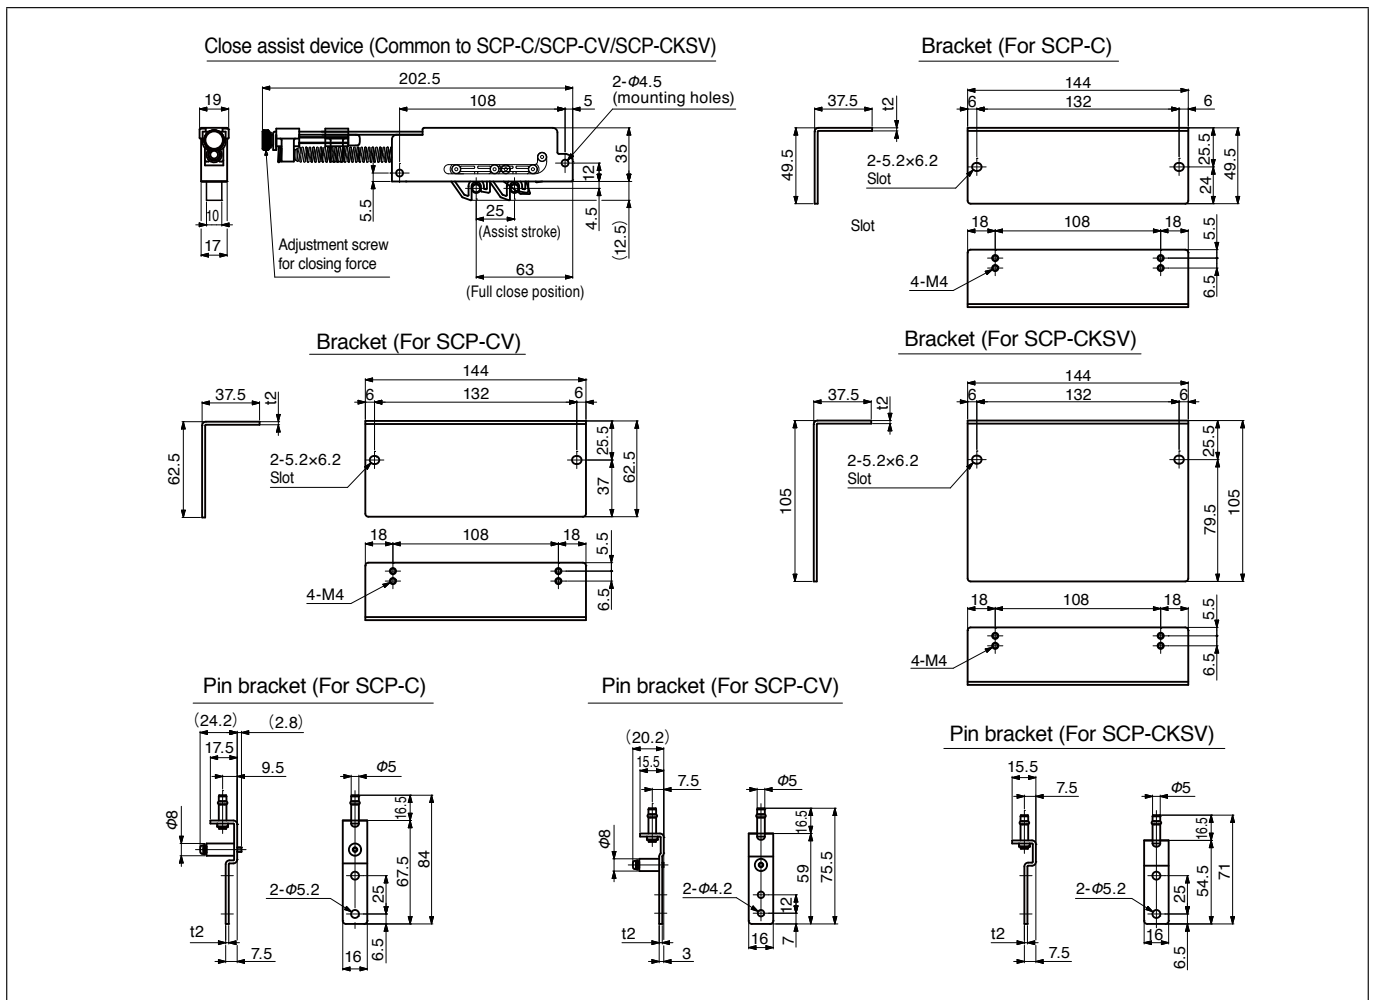 Close assist device (Common to SCP-C/SCP-CV/SCP-CKSV)
202.5
19
108
5
2-Φ4.5
(mounting holes)
35
12
5.5
25
(Assist stroke)
4.5
(12.5)
10
17
Adjustment screw
for closing force
63
(Full close position)
Bracket (For SCP-C)
144
37.5
t2
6
132
6
49.5
2-5.2×6.2
Slot
25.5
24
49.5
Slot
18
108
18
5.5
4-M4
6.5
Bracket (For SCP-CV)
144
37.5
t2
6
132
6
62.5
2-5.2×6.2
Slot
25.5
37
62.5
18
108
18
5.5
4-M4
6.5
Bracket (For SCP-CKSV)
144
37.5
t2
6
132
6
105
2-5.2×6.2
Slot
25.5
79.5
105
18
108
18
5.5
4-M4
6.5
Pin bracket (For SCP-C)
(24.2)
(2.8)
17.5
9.5
Φ5
16.5
Φ8
67.5
84
2-Φ5.2
25
t2
7.5
16
6.5
Pin bracket (For SCP-CV)
(20.2)
15.5
7.5
Φ5
16.5
Φ8
59
75.5
2-Φ4.2
12
t2
3
16
7
Pin bracket (For SCP-CKSV)
15.5
7.5
Φ5
16.5
54.5
71
2-Φ5.2
25
t2
7.5
16
6.5